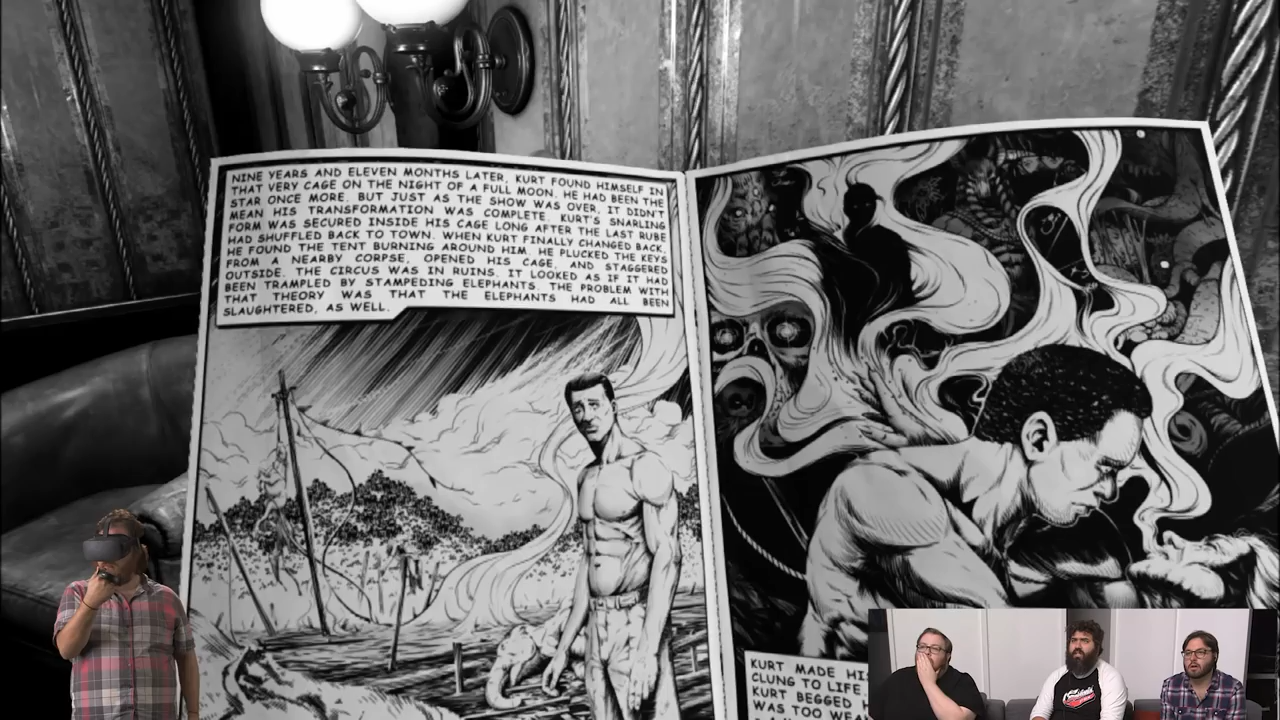 NINE YEARS AND ELEVEN MONTHS LATER, KURT FOUND HIMSELF IN
THAT VERY CAGE ON THE NIGHT OF A FULL MOON. HE HAD BEEN THE
STAR ONCE MORE, BUT JUST AS THE SHOW WAS OVER, IT DIDN'T
MEAN HIS TRANSFORMATION WAS COMPLETE. KURT'S SNARLING
FORM WAS SECURED INSIDE HIS CAGE LONG AFTER THE LAST RUBE
HAD SHUFFLED BACK TO TOWN. WHEN KURT FINALLY CHANGED BACK,
HE FOUND THE TENT BURNING AROUND HIM. HE PLUCKED THE KEYS
FROM A NEARBY CORPSE, OPENED HIS CAGE, AND STAGGERED
OUTSIDE. THE CIRCUS WAS IN RUINS. IT LOOKED AS IF IT HAD
BEEN TRAMPLED BY STAMPEDING ELEPHANTS. THE PROBLEM WITH
THAT THEORY WAS THAT THE ELEPHANTS HAD ALL BEEN
SLAUGHTERED, AS WELL.
KURT MADE
CLUNG TO LIFE
KURT BEGGED
WAS TOO